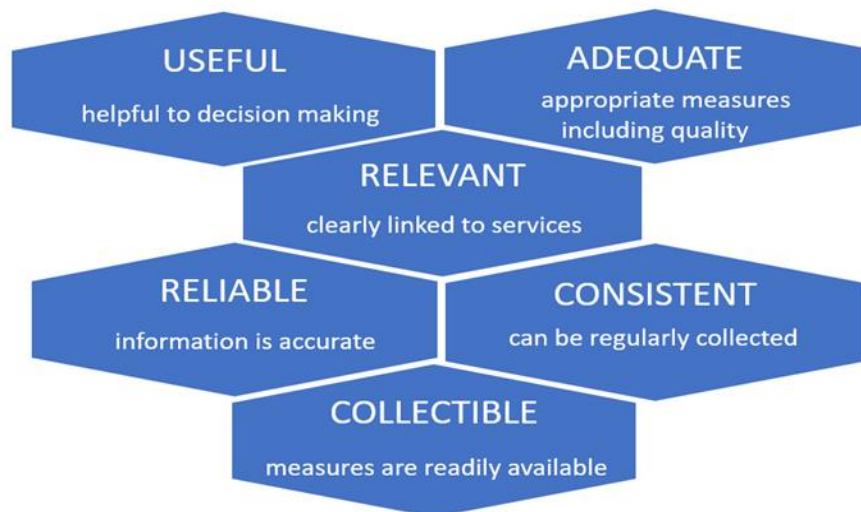 USEFUL
helpful to decision making
ADEQUATE
appropriate measures
including quality
RELEVANT
clearly linked to services
RELIABLE
information is accurate
CONSISTENT
can be regularly collected
COLLECTIBLE
measures are readily available